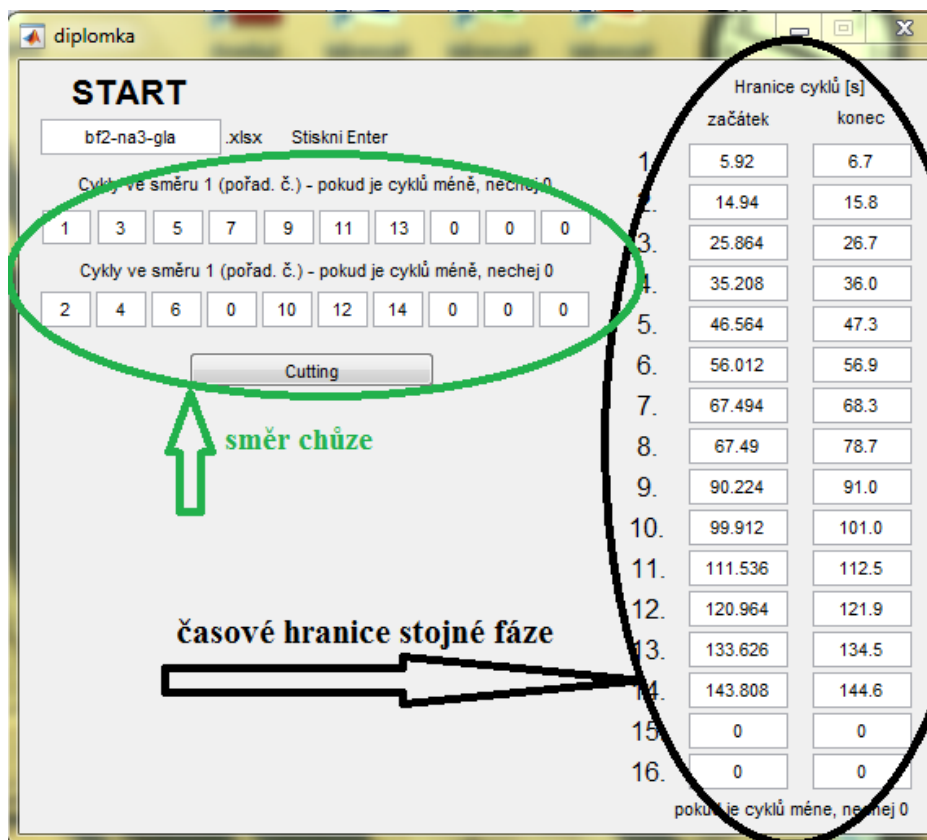 diplomka
START
bf2-na3-gla .xlsx Stiskni Enter
Cykly ve směru 1 (pořad. č.) - pokud je cyklů méně, nechej 0
1 3 5 7 9 11 13 0 0 0
Cykly ve směru 1 (pořad. č.) - pokud je cyklů méně, nechej 0
2 4 6 0 10 12 14 0 0 0
Cutting
směr chůze
časové hranice stojné fáze
Hranice cyklů [s]
začátek konec
1. 5.92 6.7
2. 14.94 15.8
3. 25.864 26.7
4. 35.208 36.0
5. 46.564 47.3
6. 56.012 56.9
7. 67.494 68.3
8. 67.49 78.7
9. 90.224 91.0
10. 99.912 101.0
11. 111.536 112.5
12. 120.964 121.9
13. 133.626 134.5
14. 143.808 144.6
15. 0 0
16. 0 0
pokud je cyklů méne, nechej 0